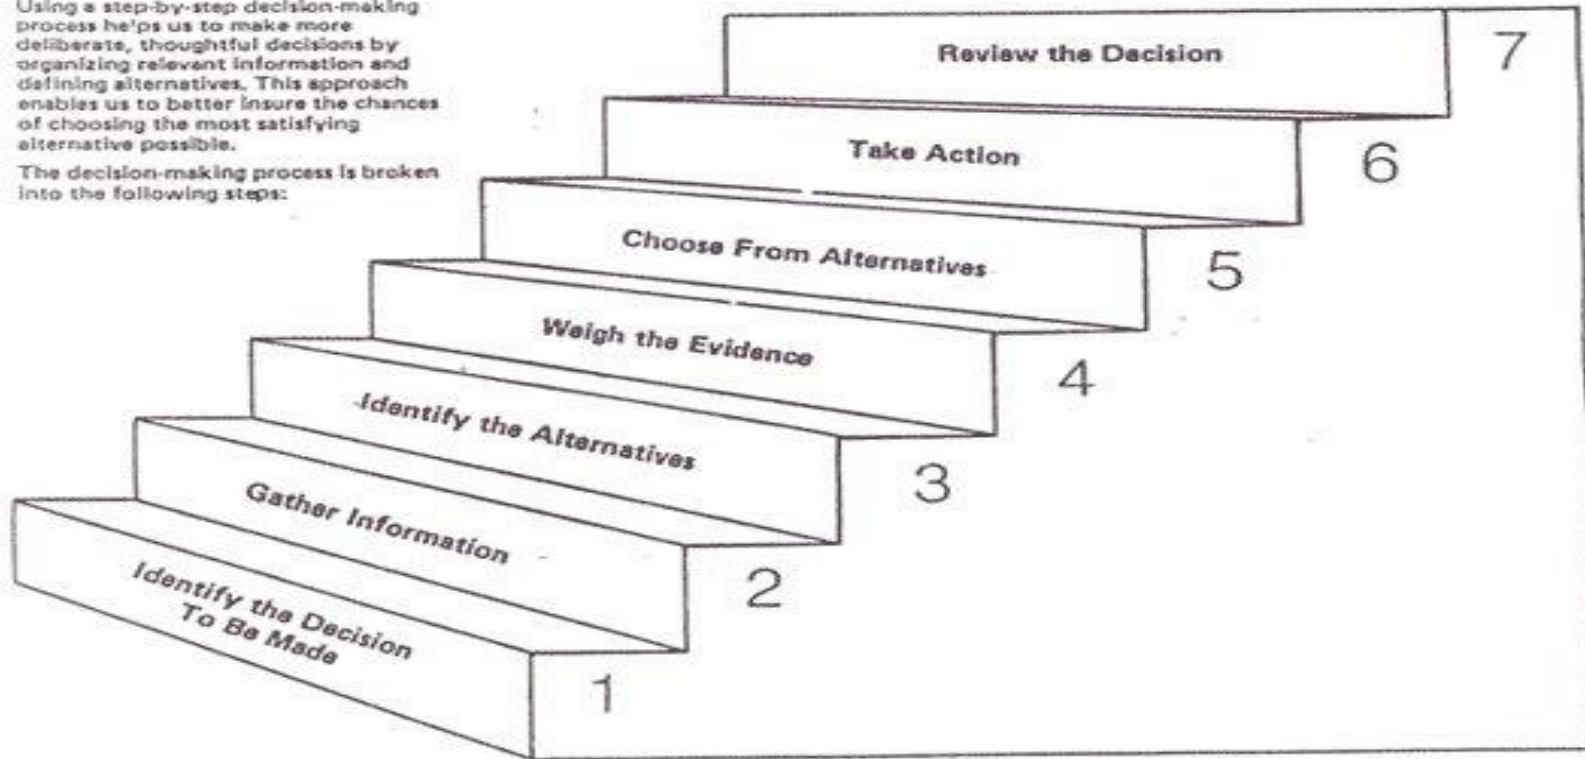 Using a step-by-step decision-making
process helps us to make more
deliberate, thoughtful decisions by
organizing relevant information and
defining alternatives. This approach
enables us to better insure the chances
of choosing the most satisfying
alternative possible.
The decision-making process is broken
into the following steps:
Review the Decision
7
Take Action
6
Choose From Alternatives
5
Weigh the Evidence
4
Identify the Alternatives
3
Gather Information
2
Identify the Decision
To Be Made
1